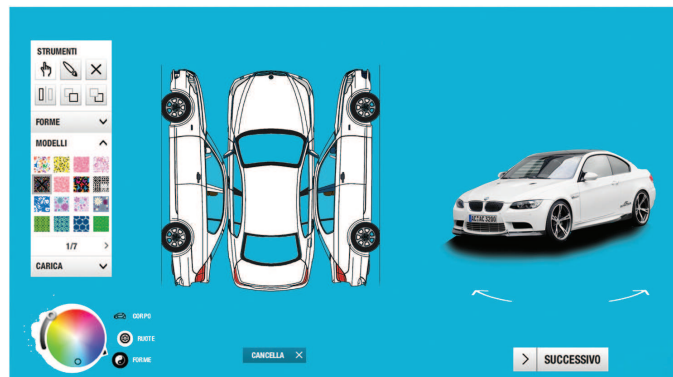 STRUMENTI
FORME
MODELLI
1/7
CARICA
CORPO
RUOTE
FORME
CANCELLA
SUCCESSIVO